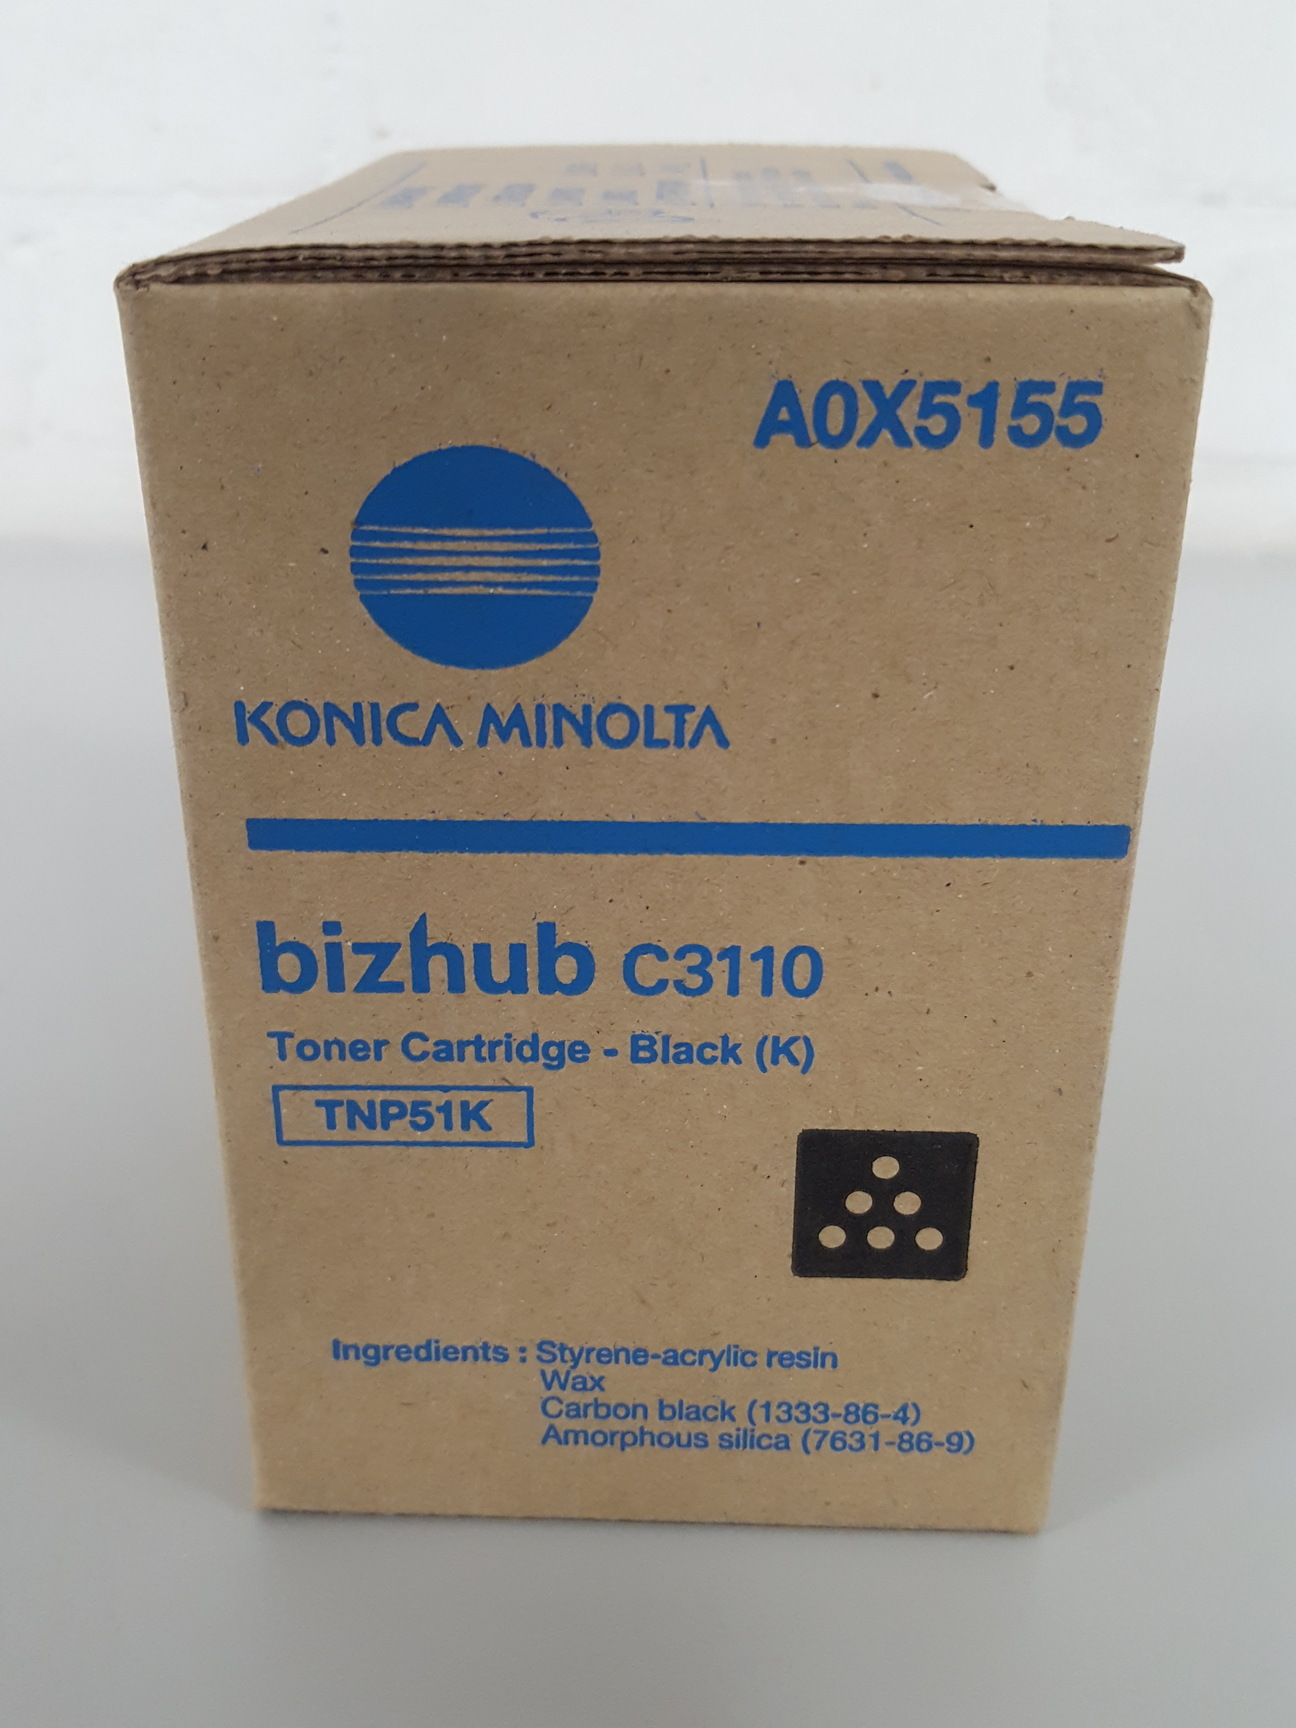 A0X5155
KONICA MINOLTA
bizhub C3110
Toner Cartridge - Black (K)
TNP51K
Ingredients : Styrene-acrylic resin
Wax
Carbon black (1333-86-4)
Amorphous silica (7631-86-9)